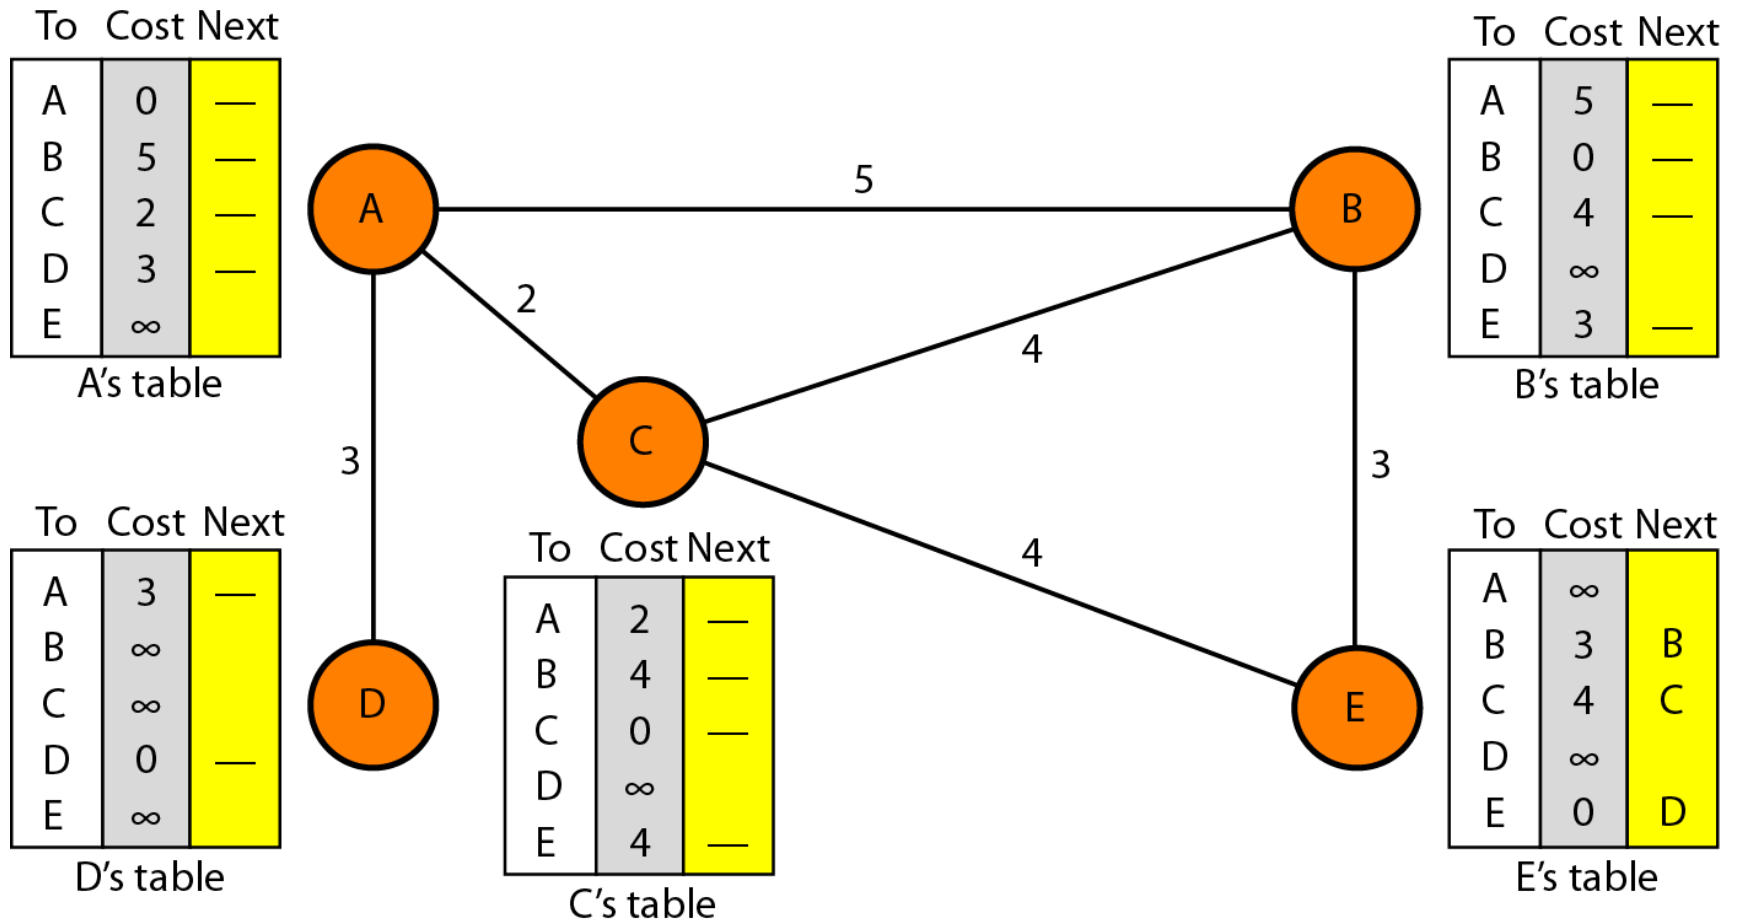 To Cost Next
A 0 —
B 5 —
C 2 —
D 3 —
E ∞
A's table
To Cost Next
A 5 —
B 0 —
C 4 —
D ∞
E 3 —
B's table
A
5
B
2
4
C
3
3
4
D
E
To Cost Next
A 3 —
B ∞
C ∞
D 0 —
E ∞
D's table
To Cost Next
A 2 —
B 4 —
C 0 —
D ∞
E 4 —
C's table
To Cost Next
A ∞
B 3 B
C 4 C
D ∞
E 0 D
E's table